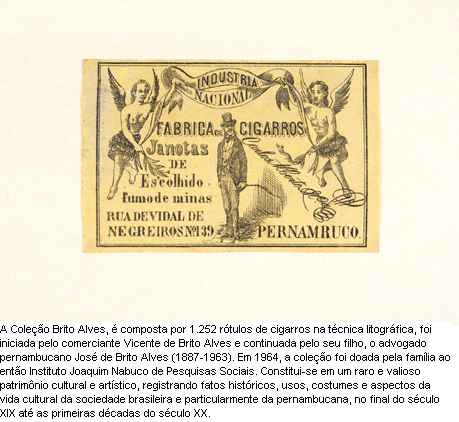 INDUSTRIA
NACIONAL
FABRICA DE CIGARROS
Janotas
DE
Escolhido
fumo de minas
RUA DE VIDAL DE
NEGREIROS Nº 139 PERNAMRUCO.
A Coleção Brito Alves, é composta por 1.252 rótulos de cigarros na técnica litográfica, foi
iniciada pelo comerciante Vicente de Brito Alves e continuada pelo seu filho, o advogado
pernambucano José de Brito Alves (1887-1963). Em 1964, a coleção foi doada pela família ao
então Instituto Joaquim Nabuco de Pesquisas Sociais. Constitui-se em um raro e valioso
patrimônio cultural e artístico, registrando fatos históricos, usos, costumes e aspectos da
vida cultural da sociedade brasileira e particularmente da pernambucana, no final do século
XIX até as primeiras décadas do século XX.